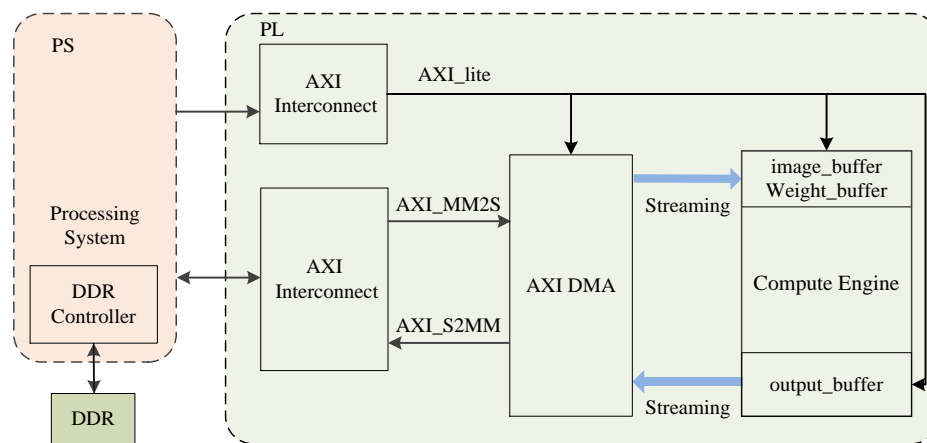 PS
Processing
System
DDR
Controller
DDR
PL
AXI
Interconnect
AXI_lite
AXI
Interconnect
AXI_MM2S
AXI_S2MM
AXI DMA
Streaming
Streaming
image_buffer
Weight_buffer
Compute Engine
output_buffer